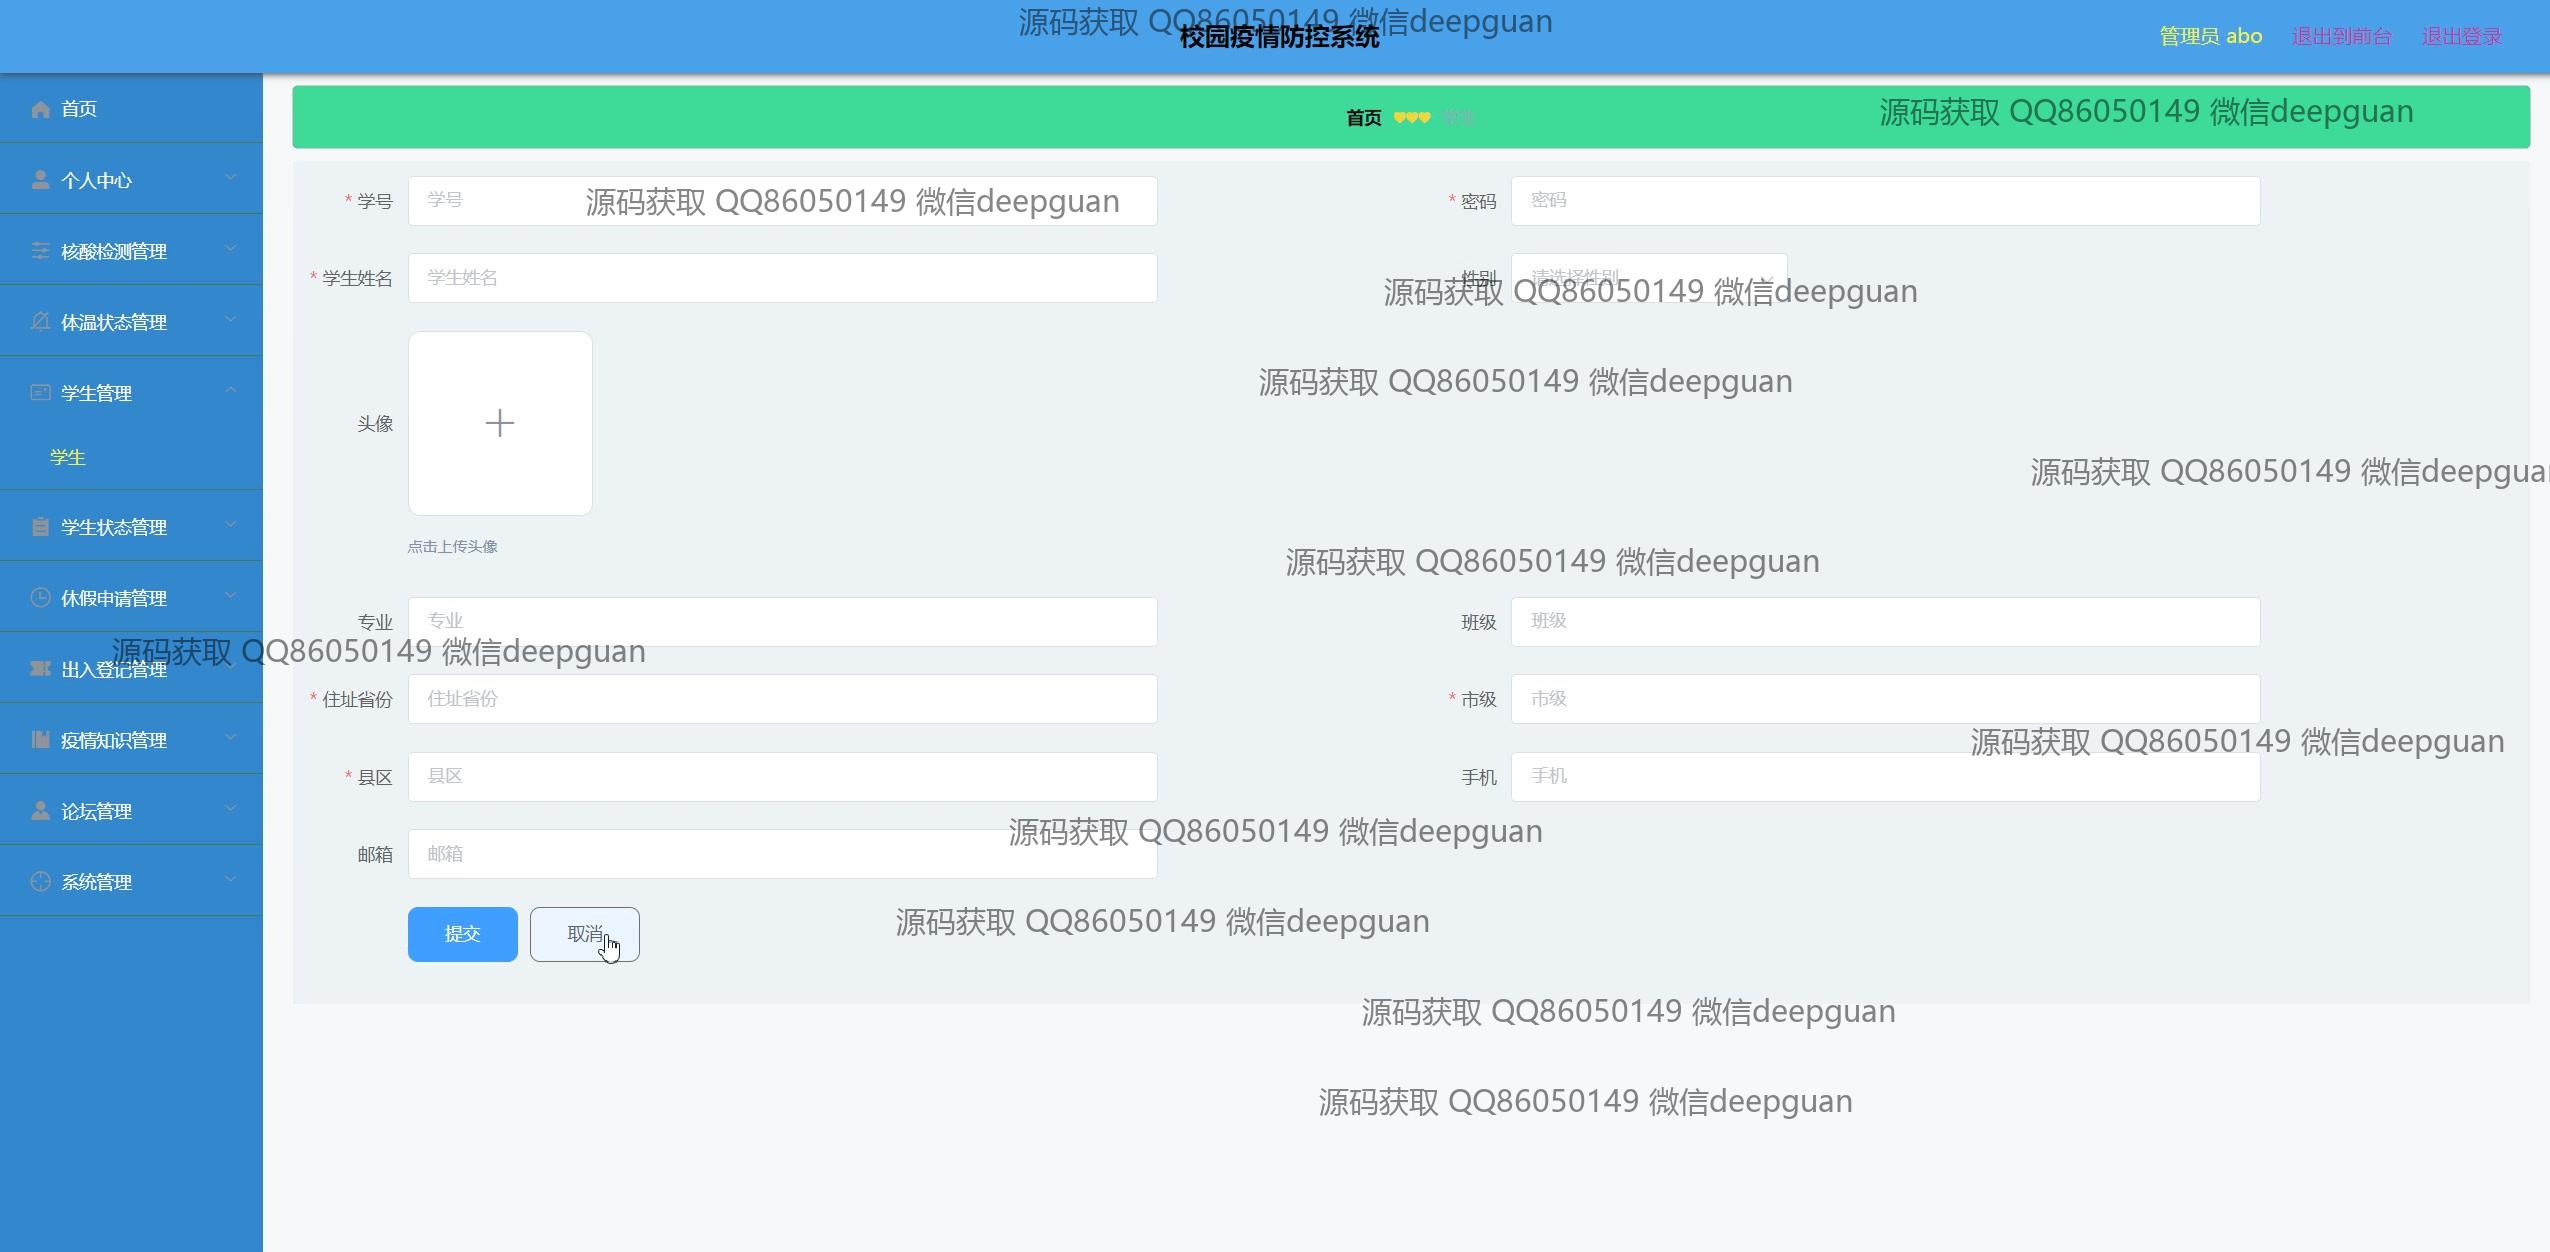 源码获取 QQ86050149 微信deepguan
校园疫情防控系统
管理员 abo 退出到前台 退出登录
首页
首页 学生
源码获取 QQ86050149 微信deepguan
个人中心
* 学号 学号
源码获取 QQ86050149 微信deepguan
* 密码 密码
核酸检测管理
* 学生姓名 学生姓名
性别 请选择性别
源码获取 QQ86050149 微信deepguan
体温状态管理
源码获取 QQ86050149 微信deepguan
学生管理
头像
学生
源码获取 QQ86050149 微信deepguan
学生状态管理
点击上传头像
源码获取 QQ86050149 微信deepguan
休假申请管理
专业 专业
班级 班级
源码获取 QQ86050149 微信deepguan
出入登记管理
* 住址省份 住址省份
* 市级 市级
疫情知识管理
源码获取 QQ86050149 微信deepguan
* 县区 县区
手机 手机
论坛管理
源码获取 QQ86050149 微信deepguan
邮箱 邮箱
系统管理
提交 取消
源码获取 QQ86050149 微信deepguan
源码获取 QQ86050149 微信deepguan
源码获取 QQ86050149 微信deepguan